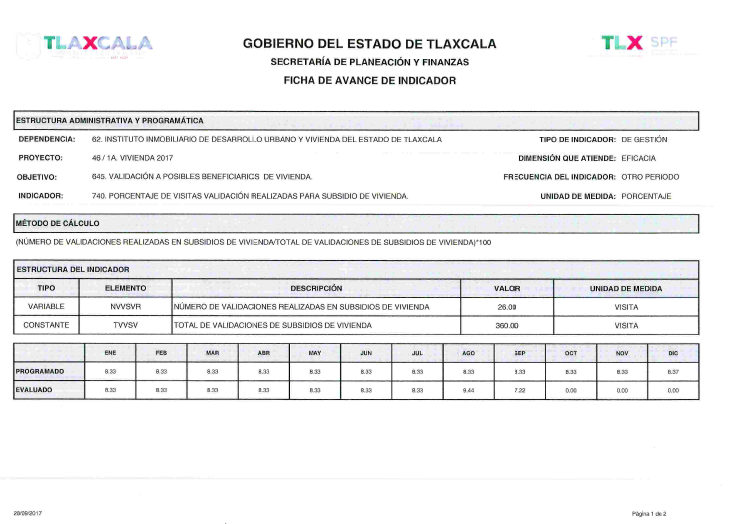 TLAXCALA
GOBIERNO DEL ESTADO DE TLAXCALA
SECRETARÍA DE PLANEACIÓN Y FINANZAS
FICHA DE AVANCE DE INDICADOR
TLX SPF
ESTRUCTURA ADMINISTRATIVA Y PROGRAMÁTICA
DEPENDENCIA: 62. INSTITUTO INMOBILIARIO DE DESARROLLO URBANO Y VIVIENDA DEL ESTADO DE TLAXCALA TIPO DE INDICADOR: DE GESTIÓN
PROYECTO: 46 / 1A. VIVIENDA 2017 DIMENSIÓN QUE ATIENDE: EFICACIA
OBJETIVO: 645. VALIDACIÓN A POSIBLES BENEFICIARIOS DE VIVIENDA. FRECUENCIA DEL INDICADOR: OTRO PERIODO
INDICADOR: 740. PORCENTAJE DE VISITAS VALIDACIÓN REALIZADAS PARA SUBSIDIO DE VIVIENDA. UNIDAD DE MEDIDA: PORCENTAJE
MÉTODO DE CÁLCULO
(NÚMERO DE VALIDACIONES REALIZADAS EN SUBSIDIOS DE VIVIENDA/TOTAL DE VALIDACIONES DE SUBSIDIOS DE VIVIENDA)*100
ESTRUCTURA DEL INDICADOR
TIPO ELEMENTO DESCRIPCIÓN VALOR UNIDAD DE MEDIDA
VARIABLE NVVSVR NÚMERO DE VALIDACIONES REALIZADAS EN SUBSIDIOS DE VIVIENDA 26.00 VISITA
CONSTANTE TVVSV TOTAL DE VALIDACIONES DE SUBSIDIOS DE VIVIENDA 360.00 VISITA
ENE FEB MAR ABR MAY JUN JUL AGO SEP OCT NOV DIC
PROGRAMADO 8.33 8.33 8.33 8.33 8.33 8.33 8.33 8.33 8.33 8.33 8.33 8.37
EVALUADO 8.33 8.33 8.33 8.33 8.33 8.33 8.33 9.44 7.22 0.00 0.00 0.00
28/09/2017
Página 1 de 2